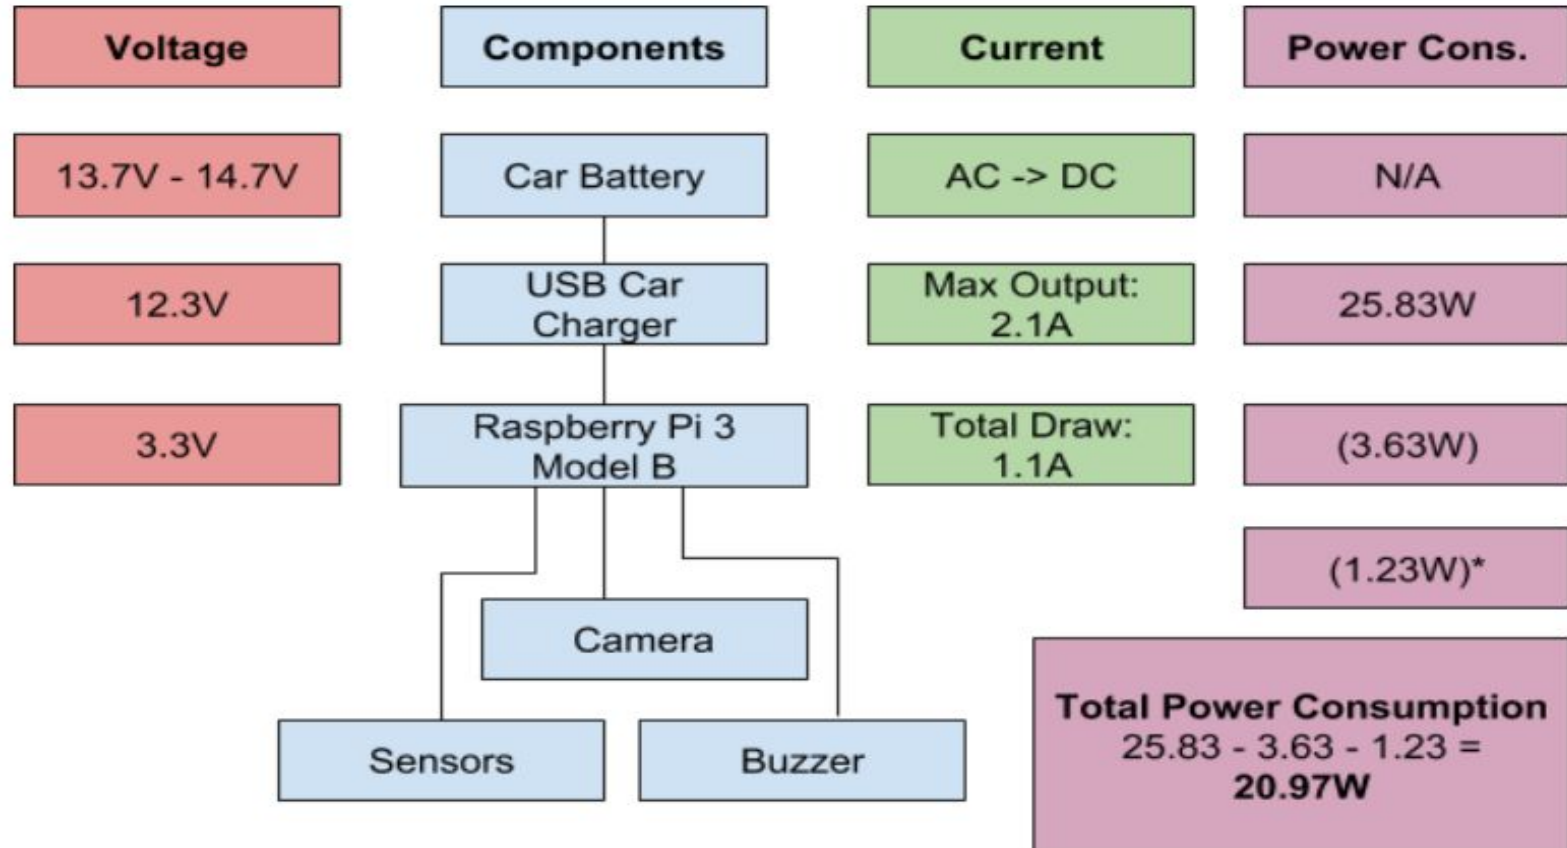 Voltage
Components
Current
Power Cons.
13.7V - 14.7V
Car Battery
AC -> DC
N/A
12.3V
USB Car
Charger
Max Output:
2.1A
25.83W
3.3V
Raspberry Pi 3
Model B
Total Draw:
1.1A
(3.63W)
(1.23W)*
Camera
Sensors
Buzzer
Total Power Consumption
25.83 - 3.63 - 1.23 =
20.97W